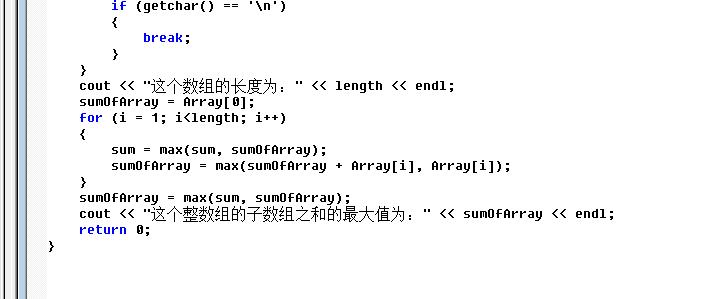 if (getchar() == '\n')
{
break;
}
}
cout << "这个数组的长度为：" << length << endl;
sumOfArray = Array[0];
for (i = 1; i<length; i++)
{
sum = max(sum, sumOfArray);
sumOfArray = max(sumOfArray + Array[i], Array[i]);
}
sumOfArray = max(sum, sumOfArray);
cout << "这个整数组的子数组之和的最大值为：" << sumOfArray << endl;
return 0;
}